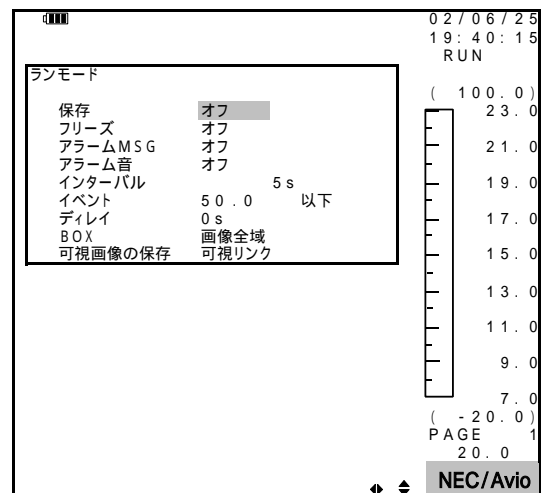 02/06/25
19:40:15
RUN
ランモード
保存 オフ
フリーズ オフ
アラームMSG オフ
アラーム音 オフ
インターバル 5s
イベント 50.0 以下
ディレイ 0s
BOX 画像全域
可視画像の保存 可視リンク
( 100.0)
23.0
21.0
19.0
17.0
15.0
13.0
11.0
9.0
7.0
( -20.0)
PAGE 1
20.0
NEC/Avio